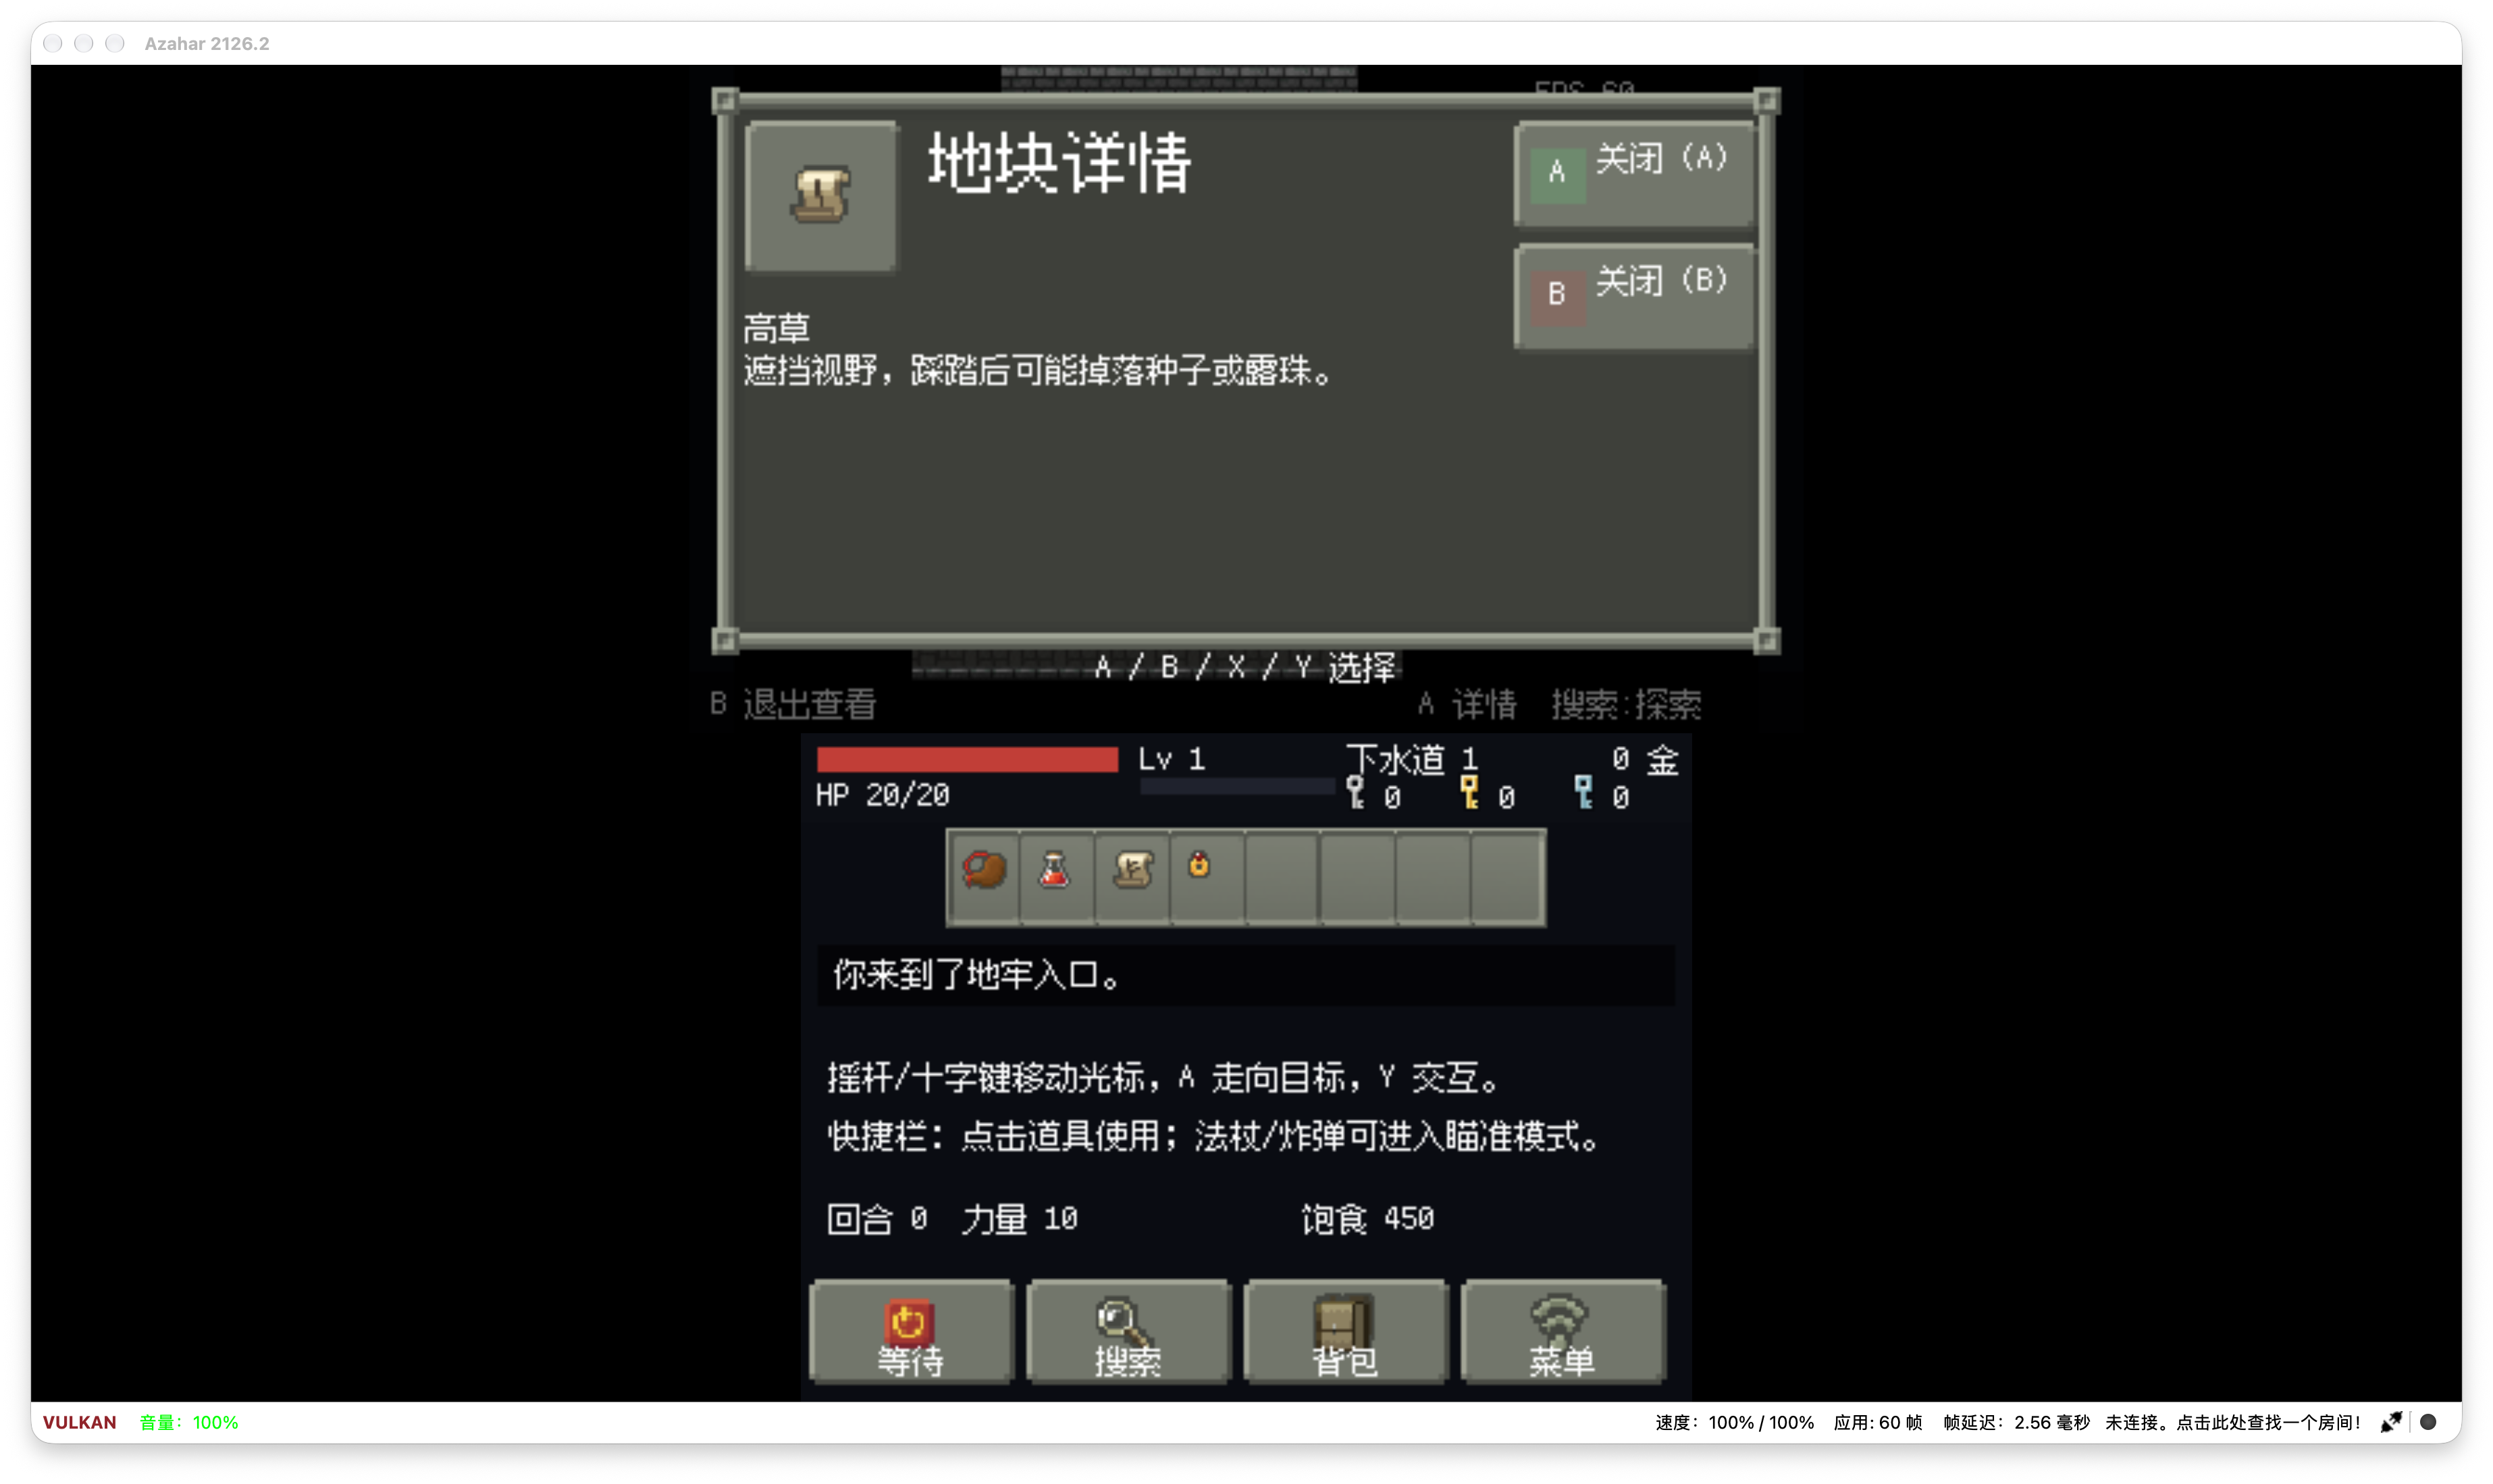 Azahar 2126.2
FPS 60
地块详情
A 关闭 (A)
B 关闭 (B)
高草
遮挡视野，踩踏后可能掉落种子或露珠。
A / B / X / Y 选择
B 退出查看
A 详情 搜索:探索
Lv 1 下水道 1 0 金
HP 20/20 0 0 0
你来到了地牢入口。
摇杆/十字键移动光标，A 走向目标，Y 交互。
快捷栏：点击道具使用；法杖/炸弹可进入瞄准模式。
回合 0 力量 10 饱食 450
等待 搜索 背包 菜单
VULKAN 音量：100% 速度：100% / 100% 应用: 60 帧 帧延迟：2.56 毫秒 未连接。点击此处查找一个房间！